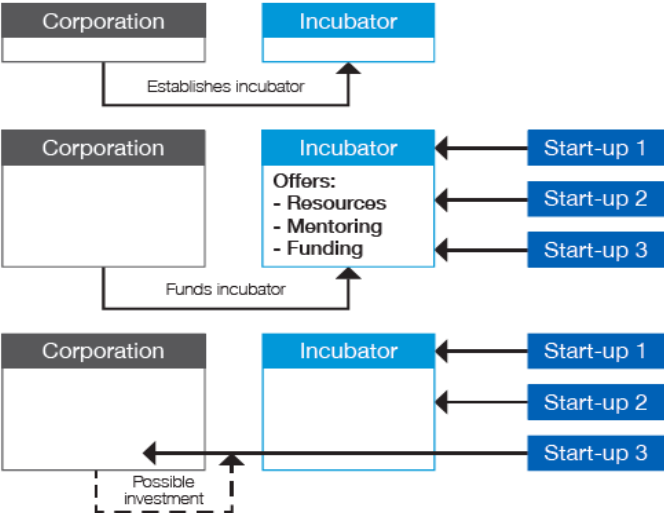 Corporation
Incubator
Establishes incubator
Corporation
Incubator
Start-up 1
Offers:
- Resources
- Mentoring
- Funding
Start-up 2
Start-up 3
Funds incubator
Corporation
Incubator
Start-up 1
Start-up 2
Start-up 3
Possible
investment